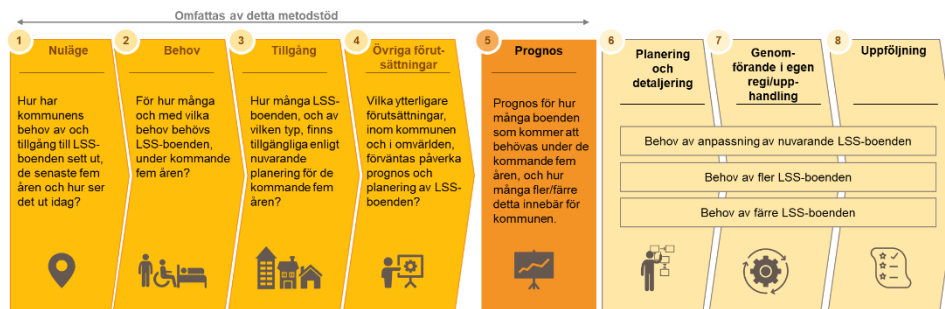 Omfattas av detta metodstöd
1
Nuläge
Hur har
kommunens
behov av och
tillgång till LSS-
boenden sett ut,
de senaste fem
åren och hur ser
det ut idag?
2
Behov
För hur många
och med vilka
behov behövs
LSS-boenden,
under kommande
fem åren?
3
Tillgång
Hur många LSS-
boenden, och av
vilken typ, finns
tillgängliga enligt
nuvarande
planering för de
kommande fem
åren?
4
Övriga förut-
sättningar
Vilka ytterligare
förutsättningar,
inom kommunen
och i omvärlden,
förväntas påverka
prognos och
planering av LSS-
boenden?
5
Prognos
Prognos för hur
många boenden
som kommer att
behövas under de
kommande fem
åren, och hur
många fler/färre
detta innebär för
kommunen.
6
Planering
och
detaljering
7
Genom-
förande i egen
regi/upp-
handling
8
Uppföljning
Behov av anpassning av nuvarande LSS-boenden
Behov av fler LSS-boenden
Behov av färre LSS-boenden